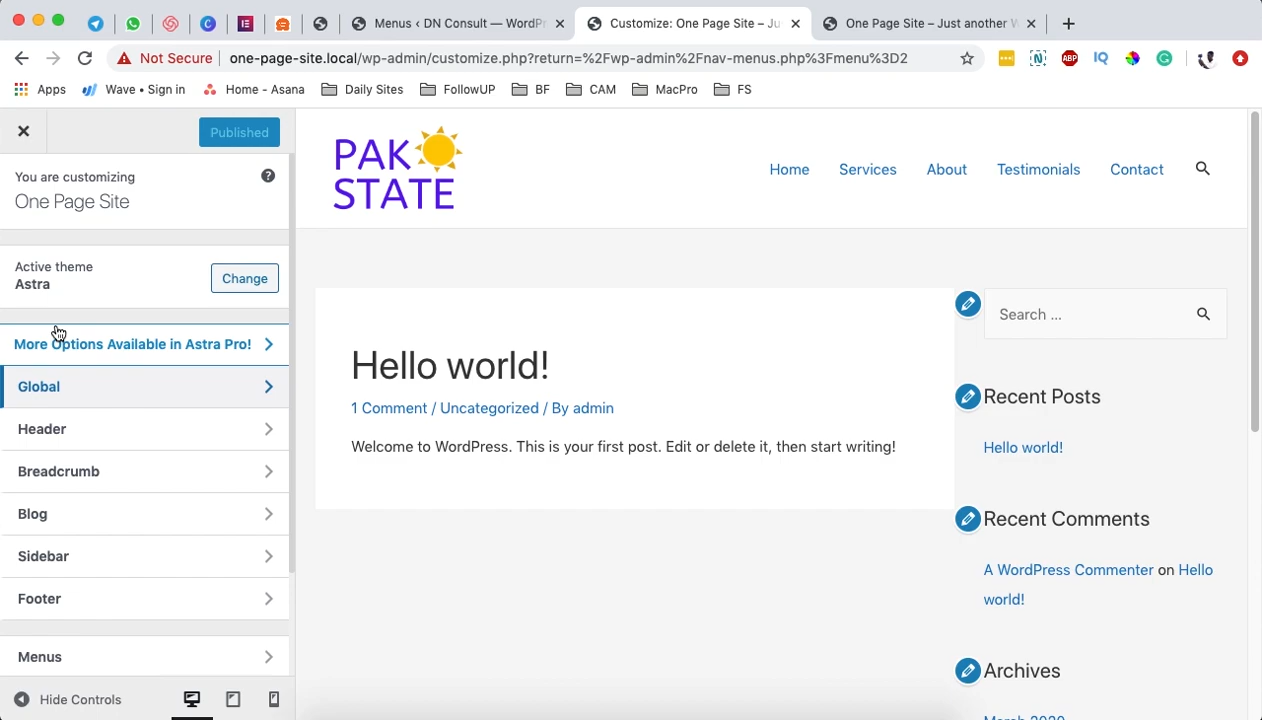 Menus ‹ DN Consult — WordPr
Customize: One Page Site – Ju
One Page Site – Just another W
Not Secure
one-page-site.local/wp-admin/customize.php?return=%2Fwp-admin%2Fnav-menus.php%3Fmenu%3D2
ABP
IQ
Apps
Wave • Sign in
Home - Asana
Daily Sites
FollowUP
BF
CAM
MacPro
FS
Published
You are customizing
One Page Site
Active theme
Astra
Change
More Options Available in Astra Pro!
Global
Header
Breadcrumb
Blog
Sidebar
Footer
Menus
Hide Controls
PAK
STATE
Home
Services
About
Testimonials
Contact
Hello world!
1 Comment / Uncategorized / By admin
Welcome to WordPress. This is your first post. Edit or delete it, then start writing!
Search ...
Recent Posts
Hello world!
Recent Comments
A WordPress Commenter on Hello
world!
Archives
March 2020